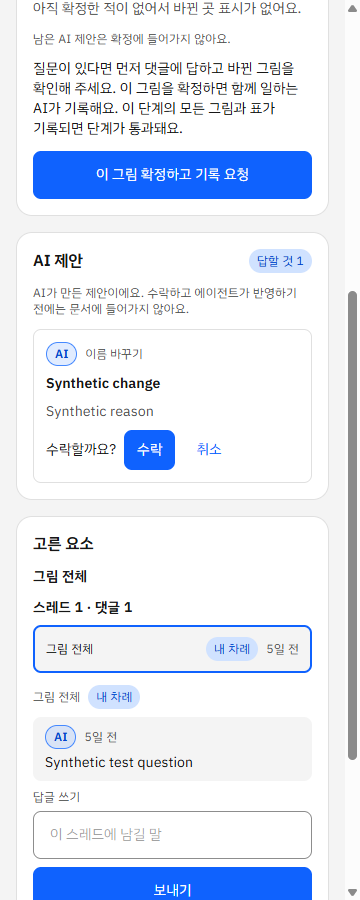 아직 확정한 적이 없어서 바뀐 곳 표시가 없어요.
남은 AI 제안은 확정에 들어가지 않아요.
질문이 있다면 먼저 댓글에 답하고 바뀐 그림을
확인해 주세요. 이 그림을 확정하면 함께 일하는
AI가 기록해요. 이 단계의 모든 그림과 표가
기록되면 단계가 통과돼요.
이 그림 확정하고 기록 요청
AI 제안 답할 것 1
AI가 만든 제안이에요. 수락하고 에이전트가 반영하기
전에는 문서에 들어가지 않아요.
AI 이름 바꾸기
Synthetic change
Synthetic reason
수락할까요? 수락 취소
고른 요소
그림 전체
스레드 1 · 댓글 1
그림 전체 내 차례 5일 전
그림 전체 내 차례
AI 5일 전
Synthetic test question
답글 쓰기
이 스레드에 남길 말
보내기